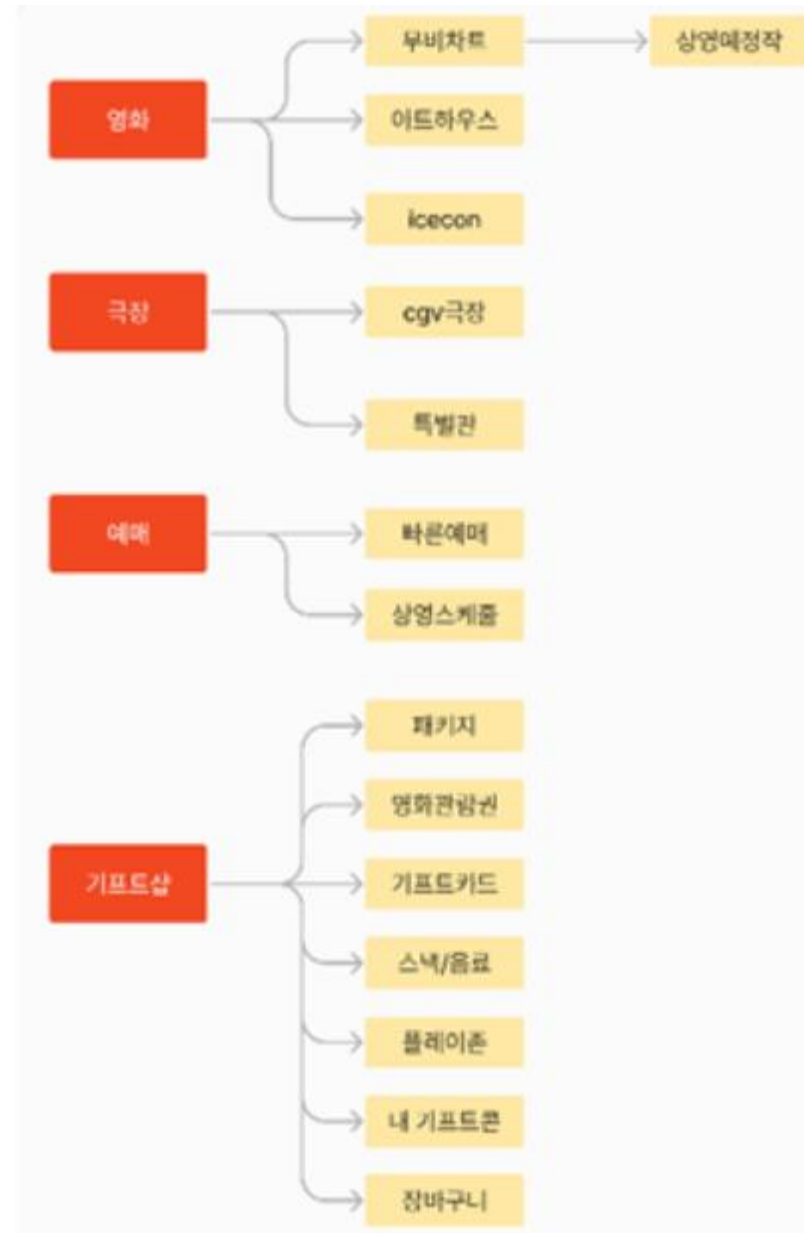 영화
무비차트
상영예정작
아트하우스
icecon
극장
cgv극장
특별관
예매
빠른예매
상영스케줄
기프트샵
패키지
영화관람권
기프트카드
스낵/음료
플레이존
내 기프트콘
장바구니